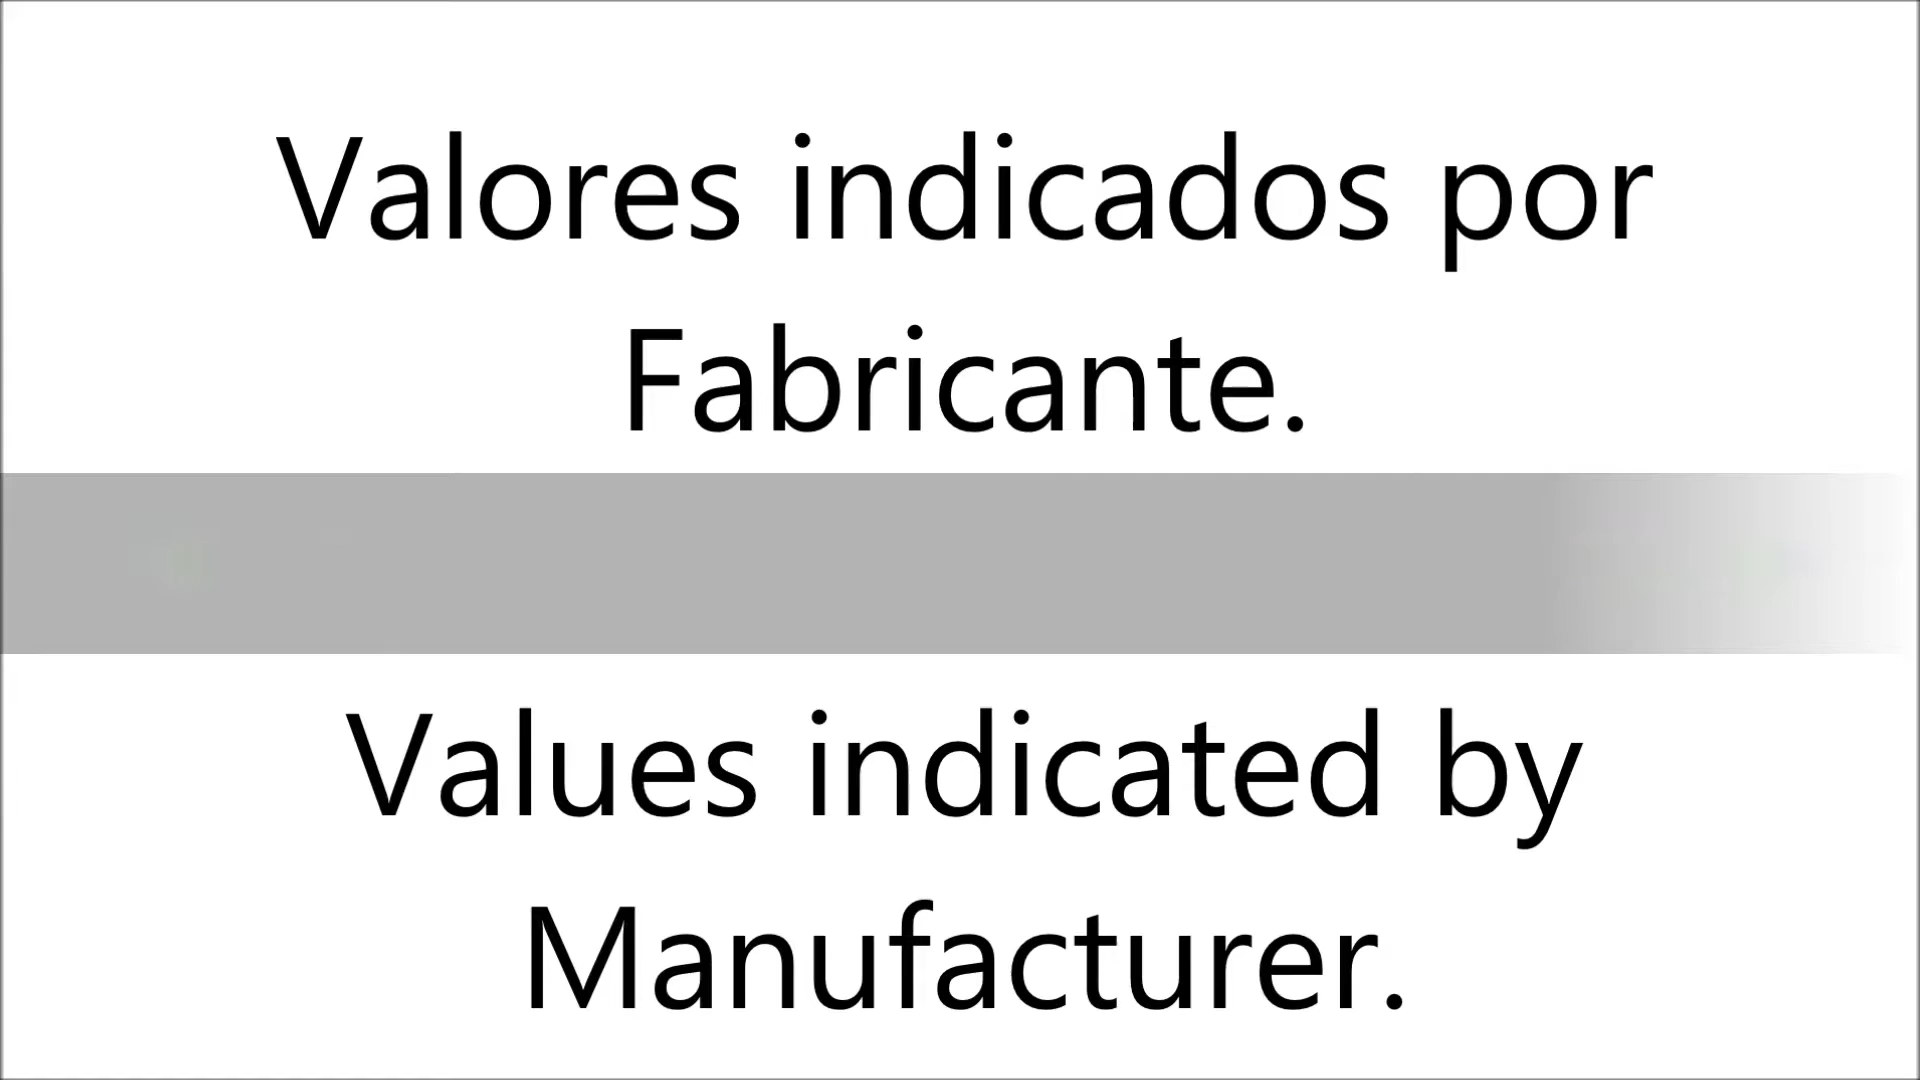 Valores indicados por
Fabricante.
Values indicated by
Manufacturer.